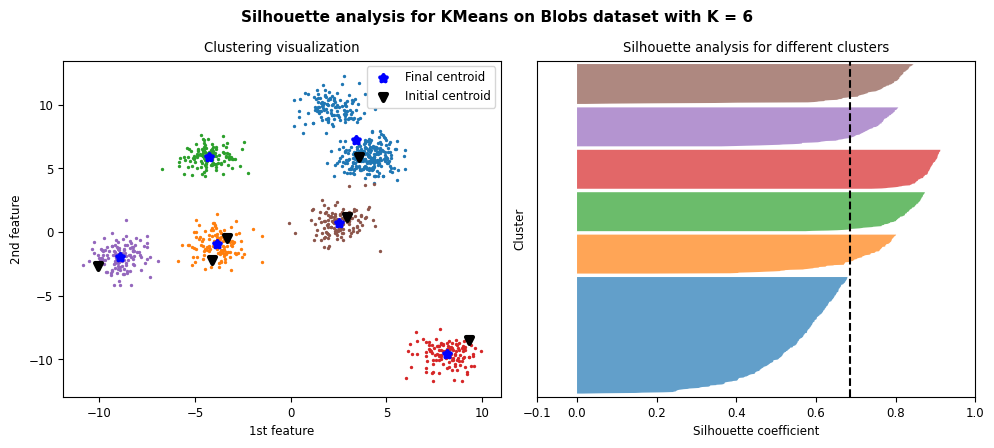 Silhouette analysis for KMeans on Blobs dataset with K = 6
Clustering visualization
Final centroid
Initial centroid
10
5
0
−5
−10
2nd feature
−10
−5
0
5
10
1st feature
Silhouette analysis for different clusters
Cluster
−0.1
0.0
0.2
0.4
0.6
0.8
1.0
Silhouette coefficient